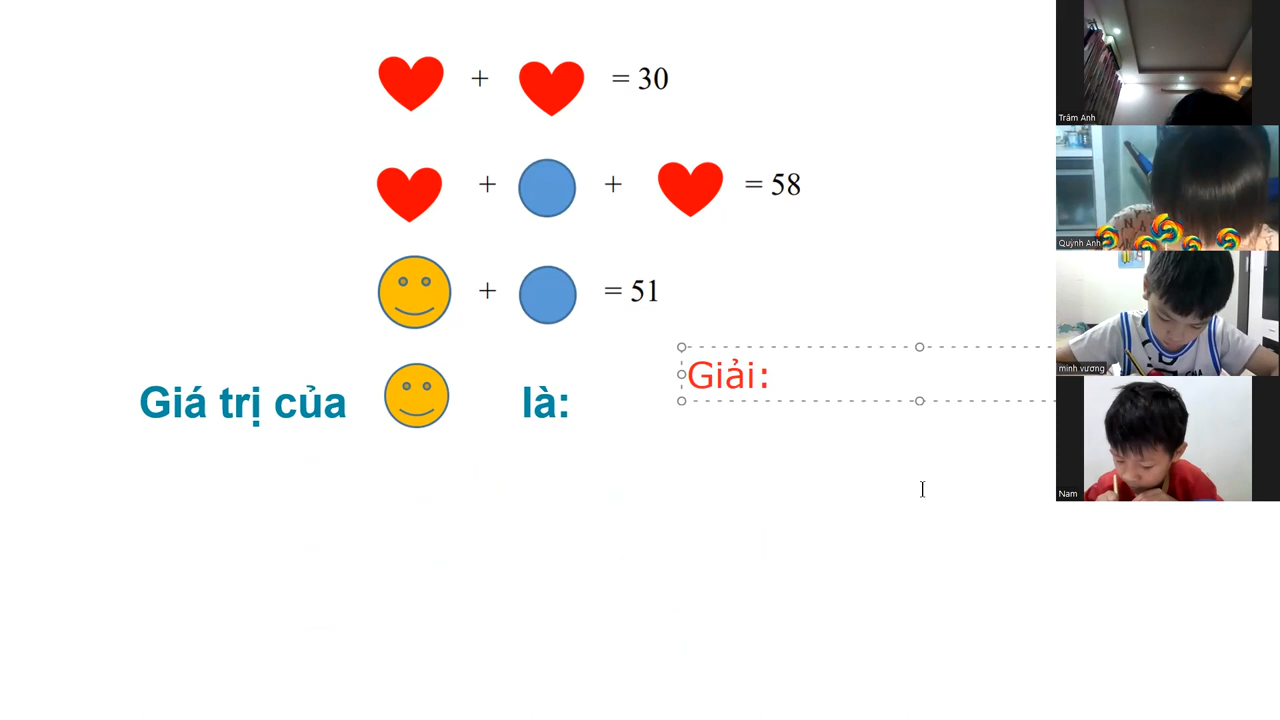 + = 30
+ + = 58
+ = 51
Giá trị của là:
Giải:
Trâm Anh
Quỳnh Anh
minh vương
Nam